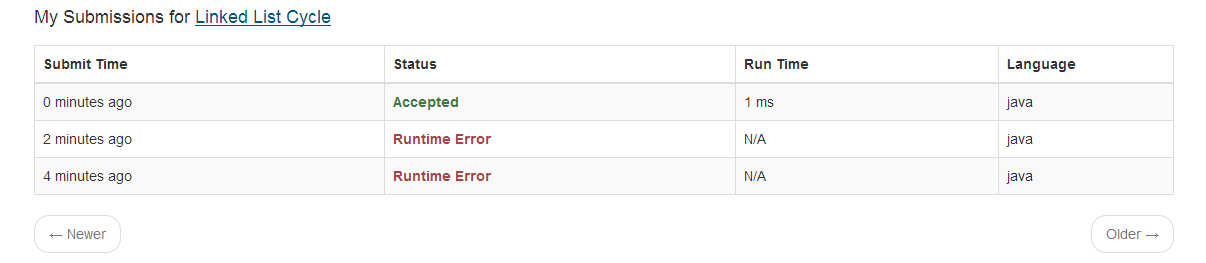 My Submissions for Linked List Cycle
Submit Time Status Run Time Language
0 minutes ago Accepted 1 ms java
2 minutes ago Runtime Error N/A java
4 minutes ago Runtime Error N/A java
← Newer Older →